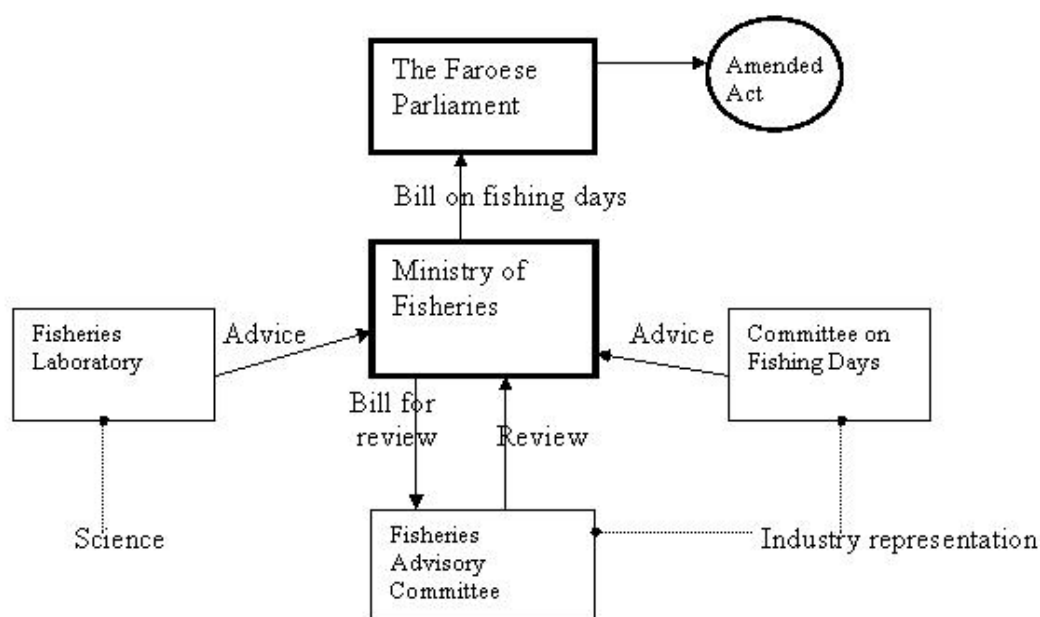 The Faroese
Parliament
Amended
Act
Bill on fishing days
Ministry of
Fisheries
Fisheries
Laboratory
Advice
Advice
Committee on
Fishing Days
Bill for
review
Review
Science
Fisheries
Advisory
Committee
Industry representation